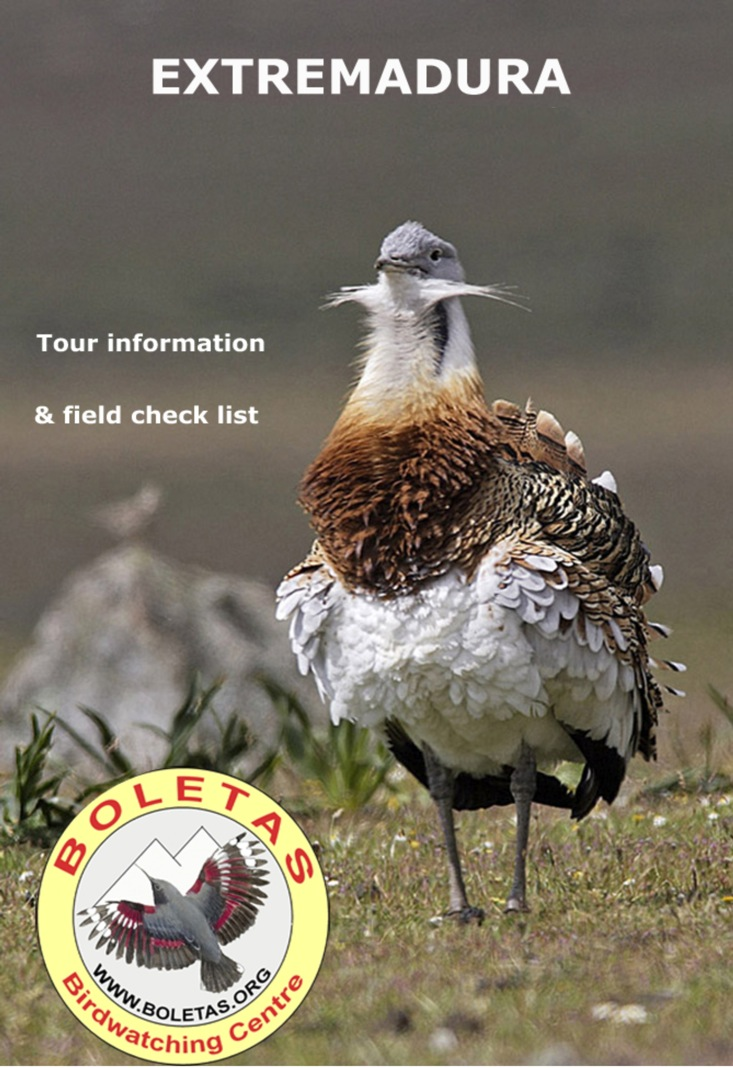 EXTREMADURA
Tour information
& field check list
BOLETAS
WWW.BOLETAS.ORG
Birdwatching Centre